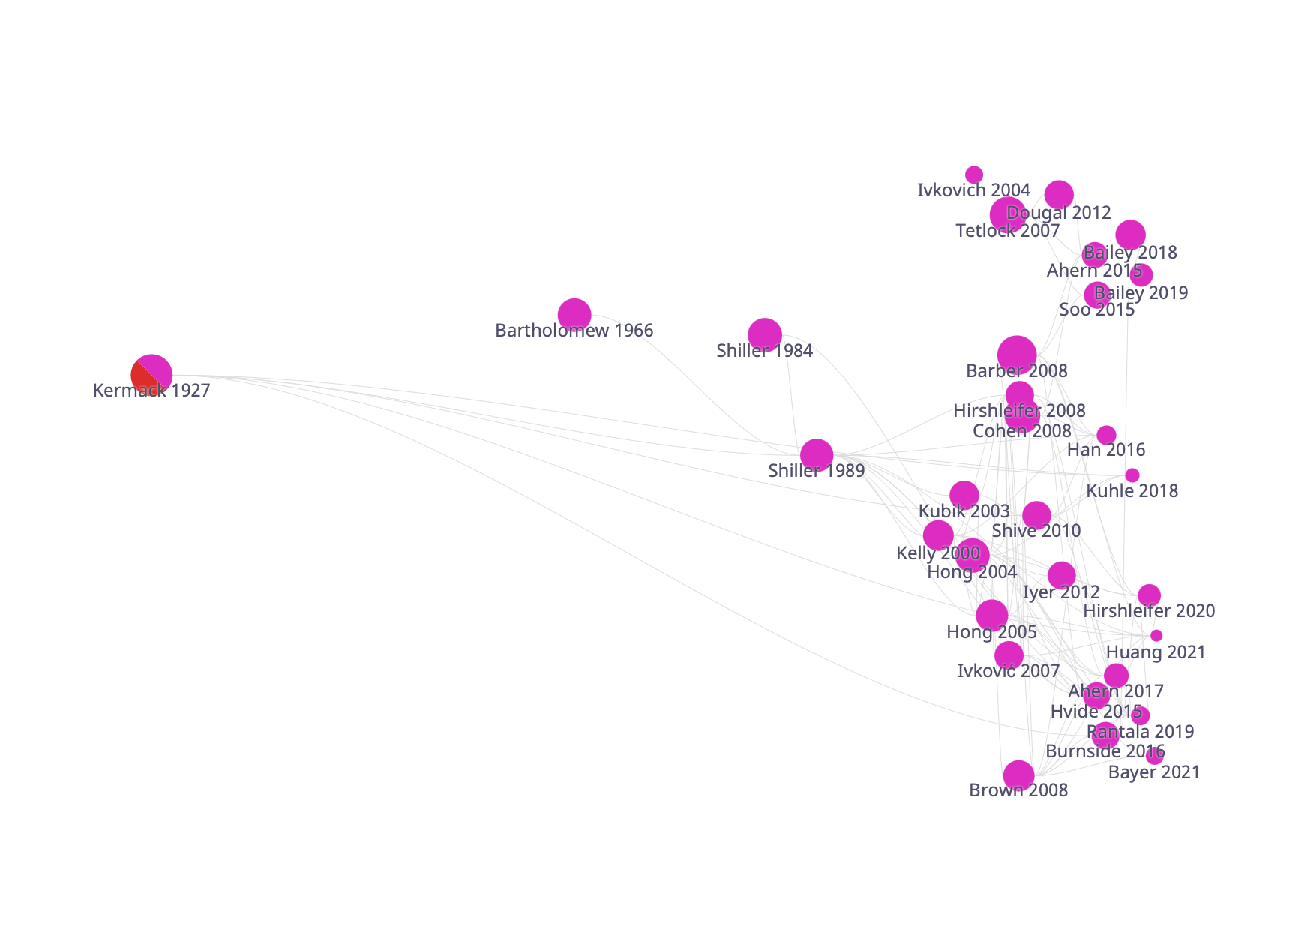 Ivkovich 2004
Dougal 2012
Tetlock 2007
Bailey 2018
Ahern 2015
Bailey 2019
Soo 2015
Bartholomew 1966
Shiller 1984
Barber 2008
Kermack 1927
Hirshleifer 2008
Cohen 2008
Han 2016
Shiller 1989
Kuhle 2018
Kubik 2003
Shive 2010
Kelly 2000
Hong 2004
Iyer 2012
Hirshleifer 2020
Hong 2005
Huang 2021
Ivković 2007
Ahern 2017
Hvide 2015
Rantala 2019
Burnside 2016
Bayer 2021
Brown 2008